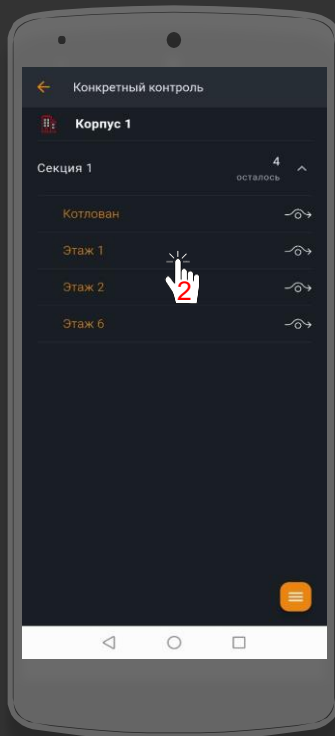 Конкретный контроль
Корпус 1
Секция 1
4
осталось
Котлован
Этаж 1
2
Этаж 2
Этаж 6